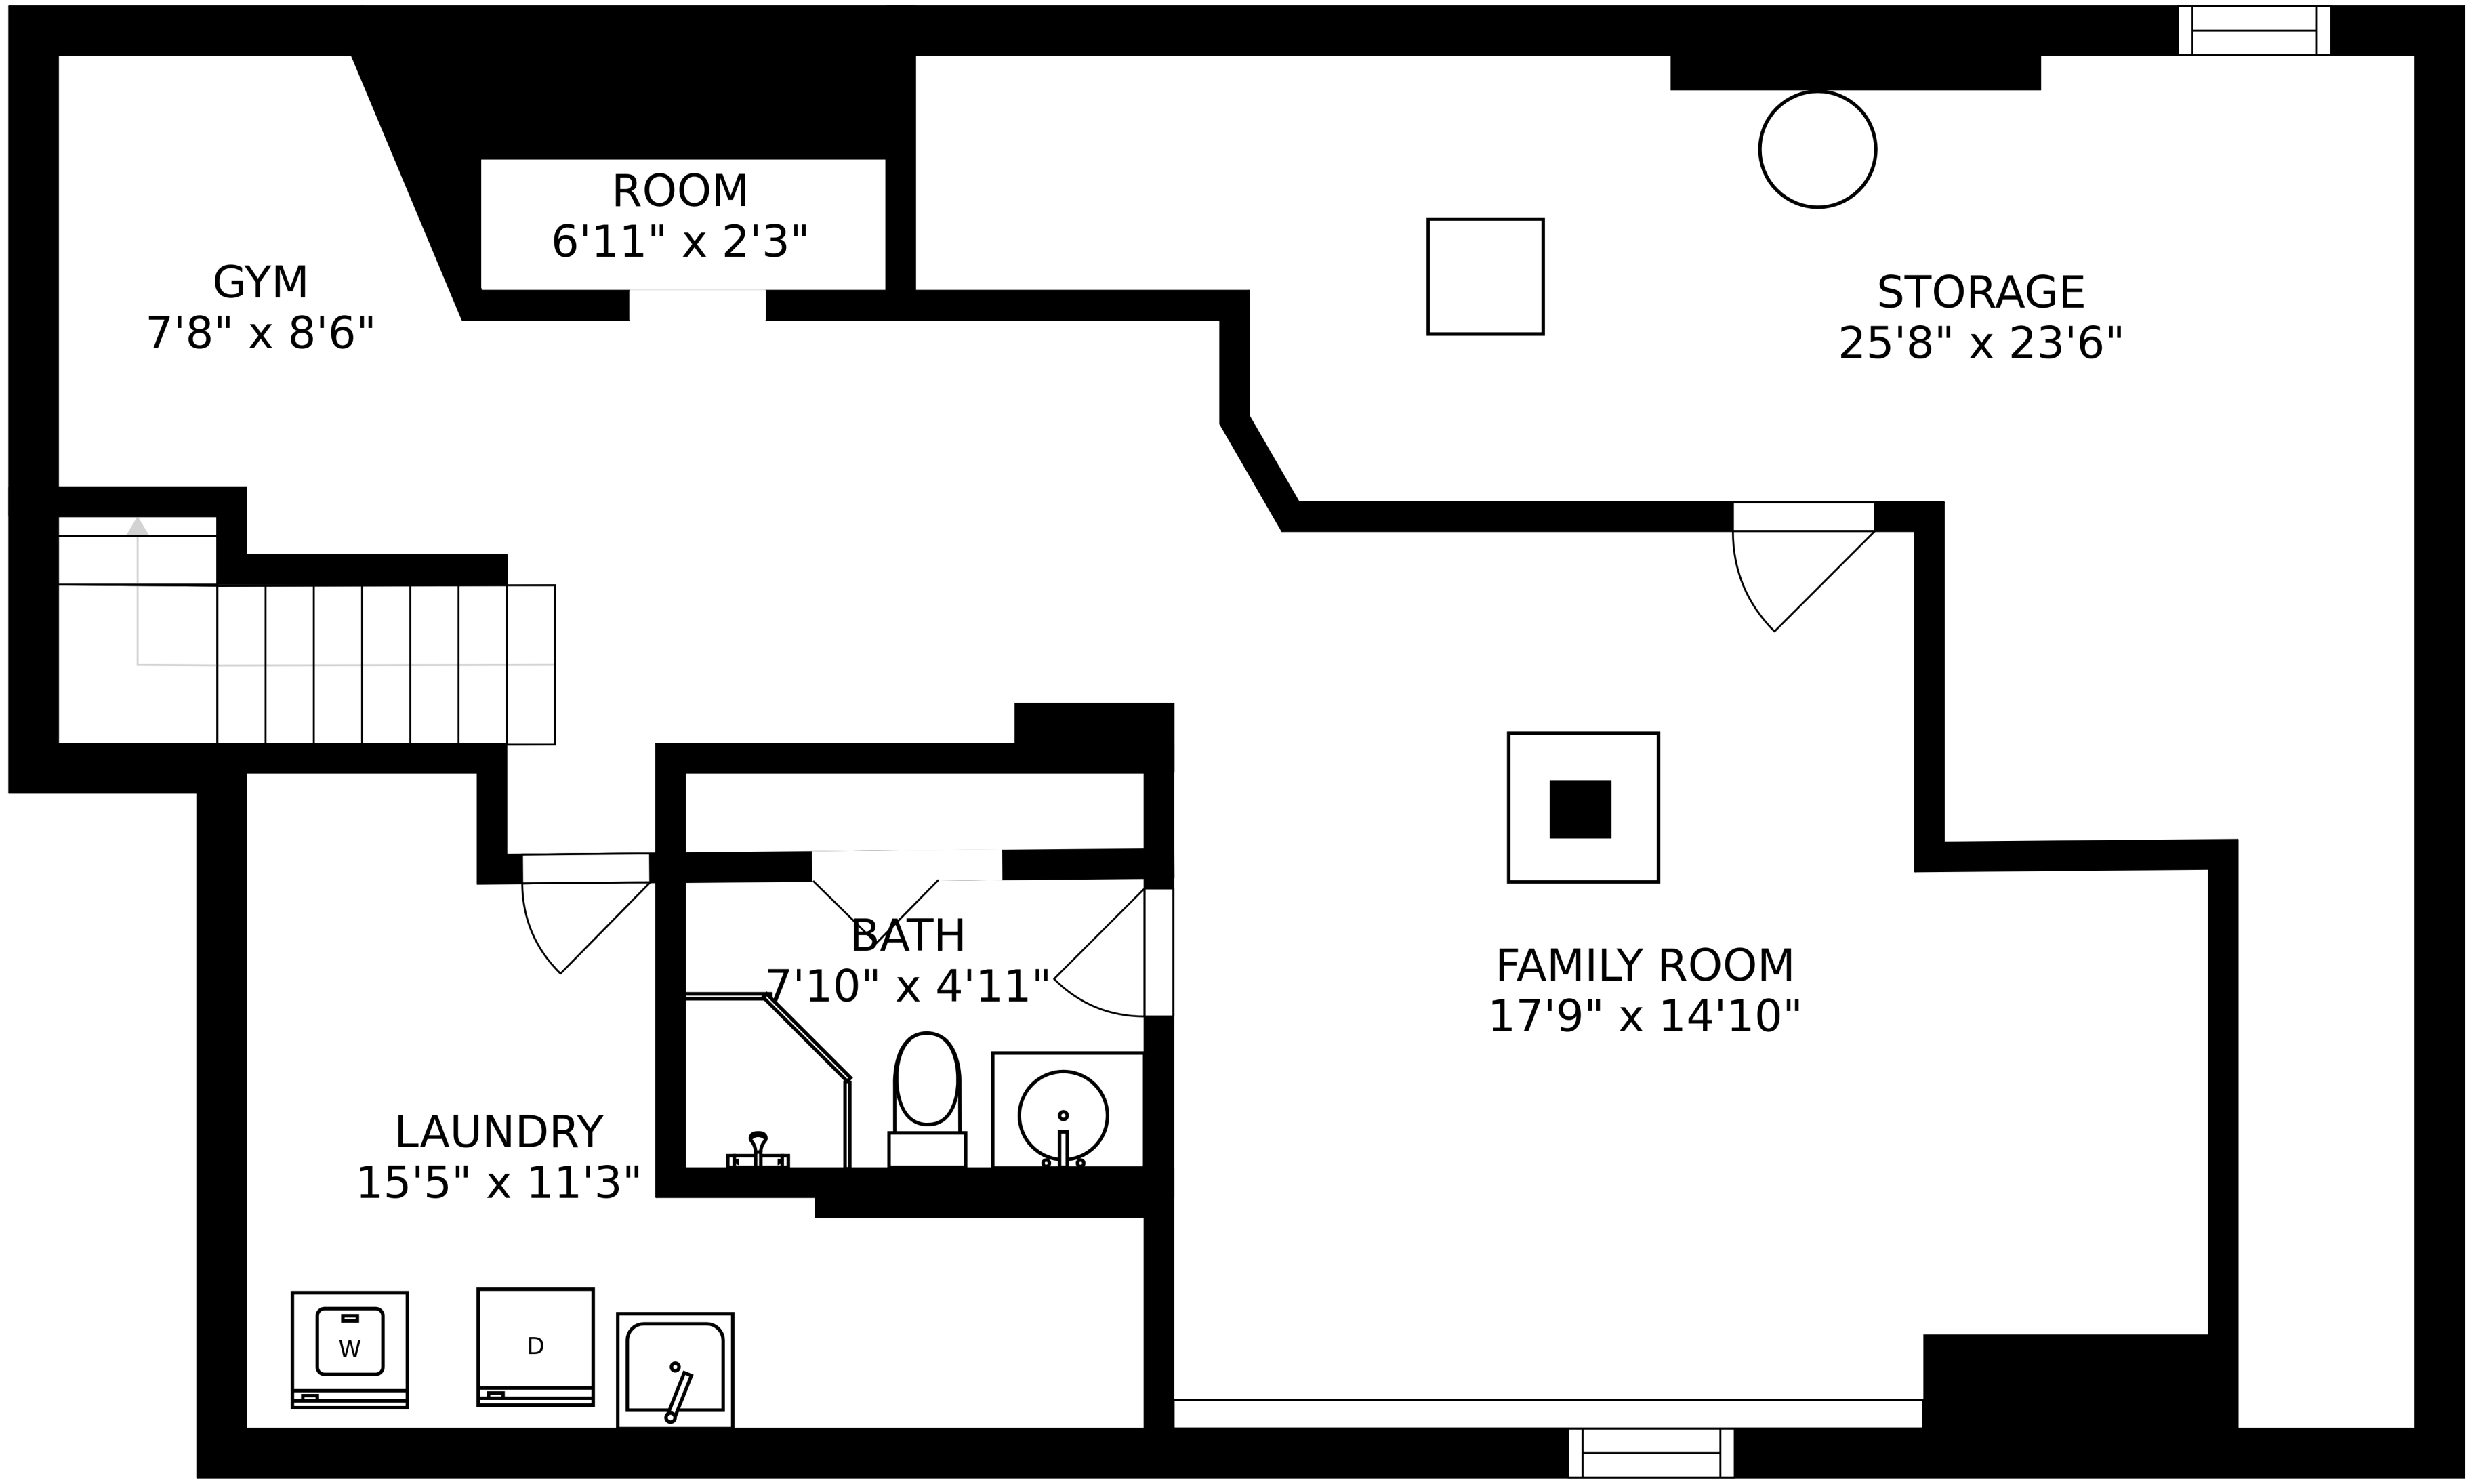 ROOM
6'11" x 2'3"
GYM
7'8" x 8'6"
STORAGE
25'8" x 23'6"
BATH
7'10" x 4'11"
FAMILY ROOM
17'9" x 14'10"
LAUNDRY
15'5" x 11'3"
W
D